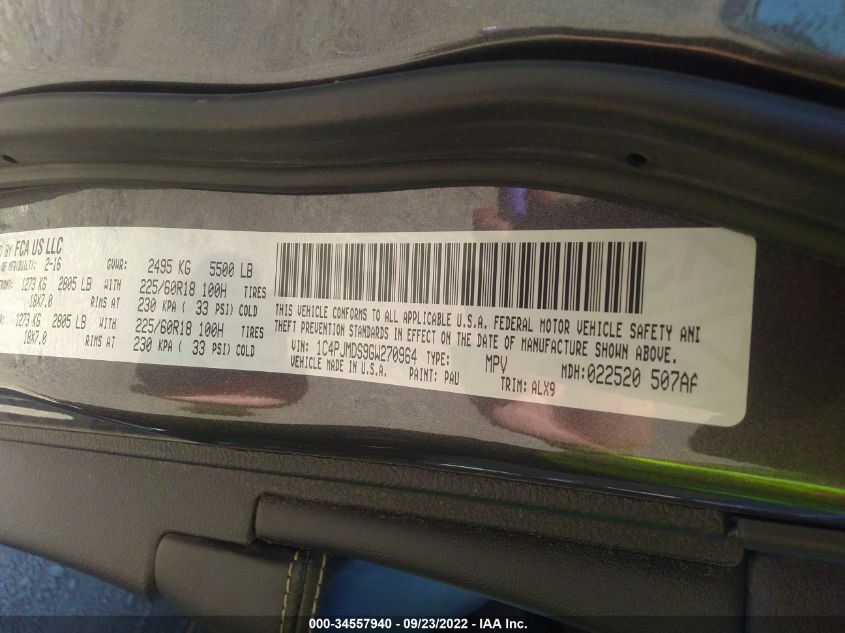 BY FCA US LLC
2-16
GVWR: 2495 KG 5500 LB
1273 KG 2805 LB WITH 225/60R18 100H TIRES
18X7.0 RIMS AT 230 KPA ( 33 PSI) COLD
1273 KG 2805 LB WITH 225/60R18 100H TIRES
18X7.0 RIMS AT 230 KPA ( 33 PSI) COLD
THIS VEHICLE CONFORMS TO ALL APPLICABLE U.S.A. FEDERAL MOTOR VEHICLE SAFETY AND
THEFT PREVENTION STANDARDS IN EFFECT ON THE DATE OF MANUFACTURE SHOWN ABOVE.
VIN: 1C4PJMDS9GW270964 TYPE: MPV MDH:022520 507AF
VEHICLE MADE IN U.S.A. PAINT: PAU TRIM: ALX9
000-34557940 - 09/23/2022 - IAA Inc.